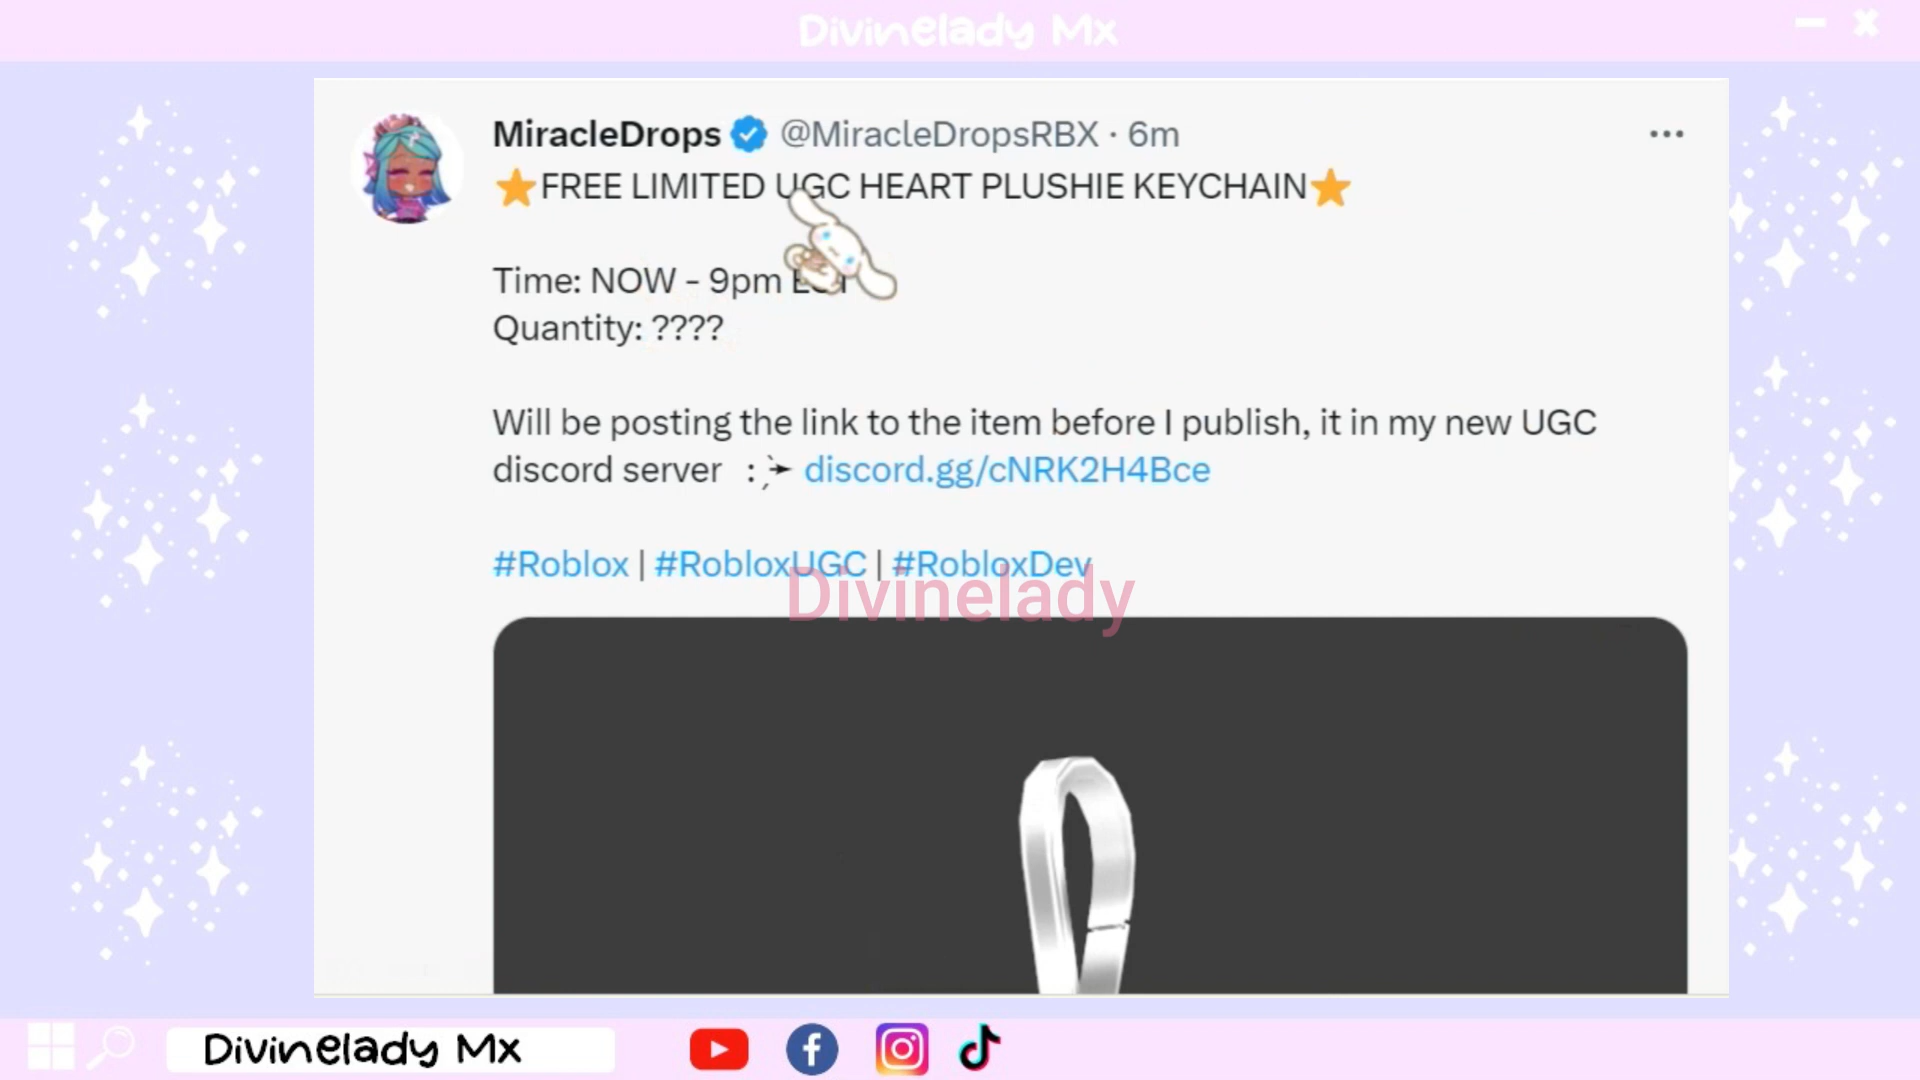 Divinelady Mx
MiracleDrops @MiracleDropsRBX · 6m
⭐FREE LIMITED UGC HEART PLUSHIE KEYCHAIN⭐
Time: NOW - 9pm EST
Quantity: ????
Will be posting the link to the item before I publish, it in my new UGC
discord server : ̗̀➛ discord.gg/cNRK2H4Bce
#Roblox | #RobloxUGC | #RobloxDev
Divinelady
Divinelady Mx